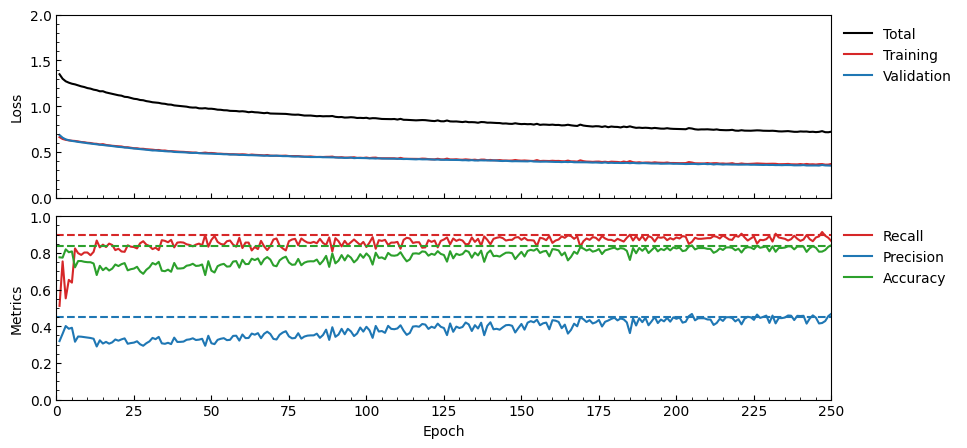 2.0
1.5
1.0
0.5
0.0
Loss
Total
Training
Validation
1.0
0.8
0.6
0.4
0.2
0.0
Metrics
Recall
Precision
Accuracy
0 25 50 75 100 125 150 175 200 225 250
Epoch